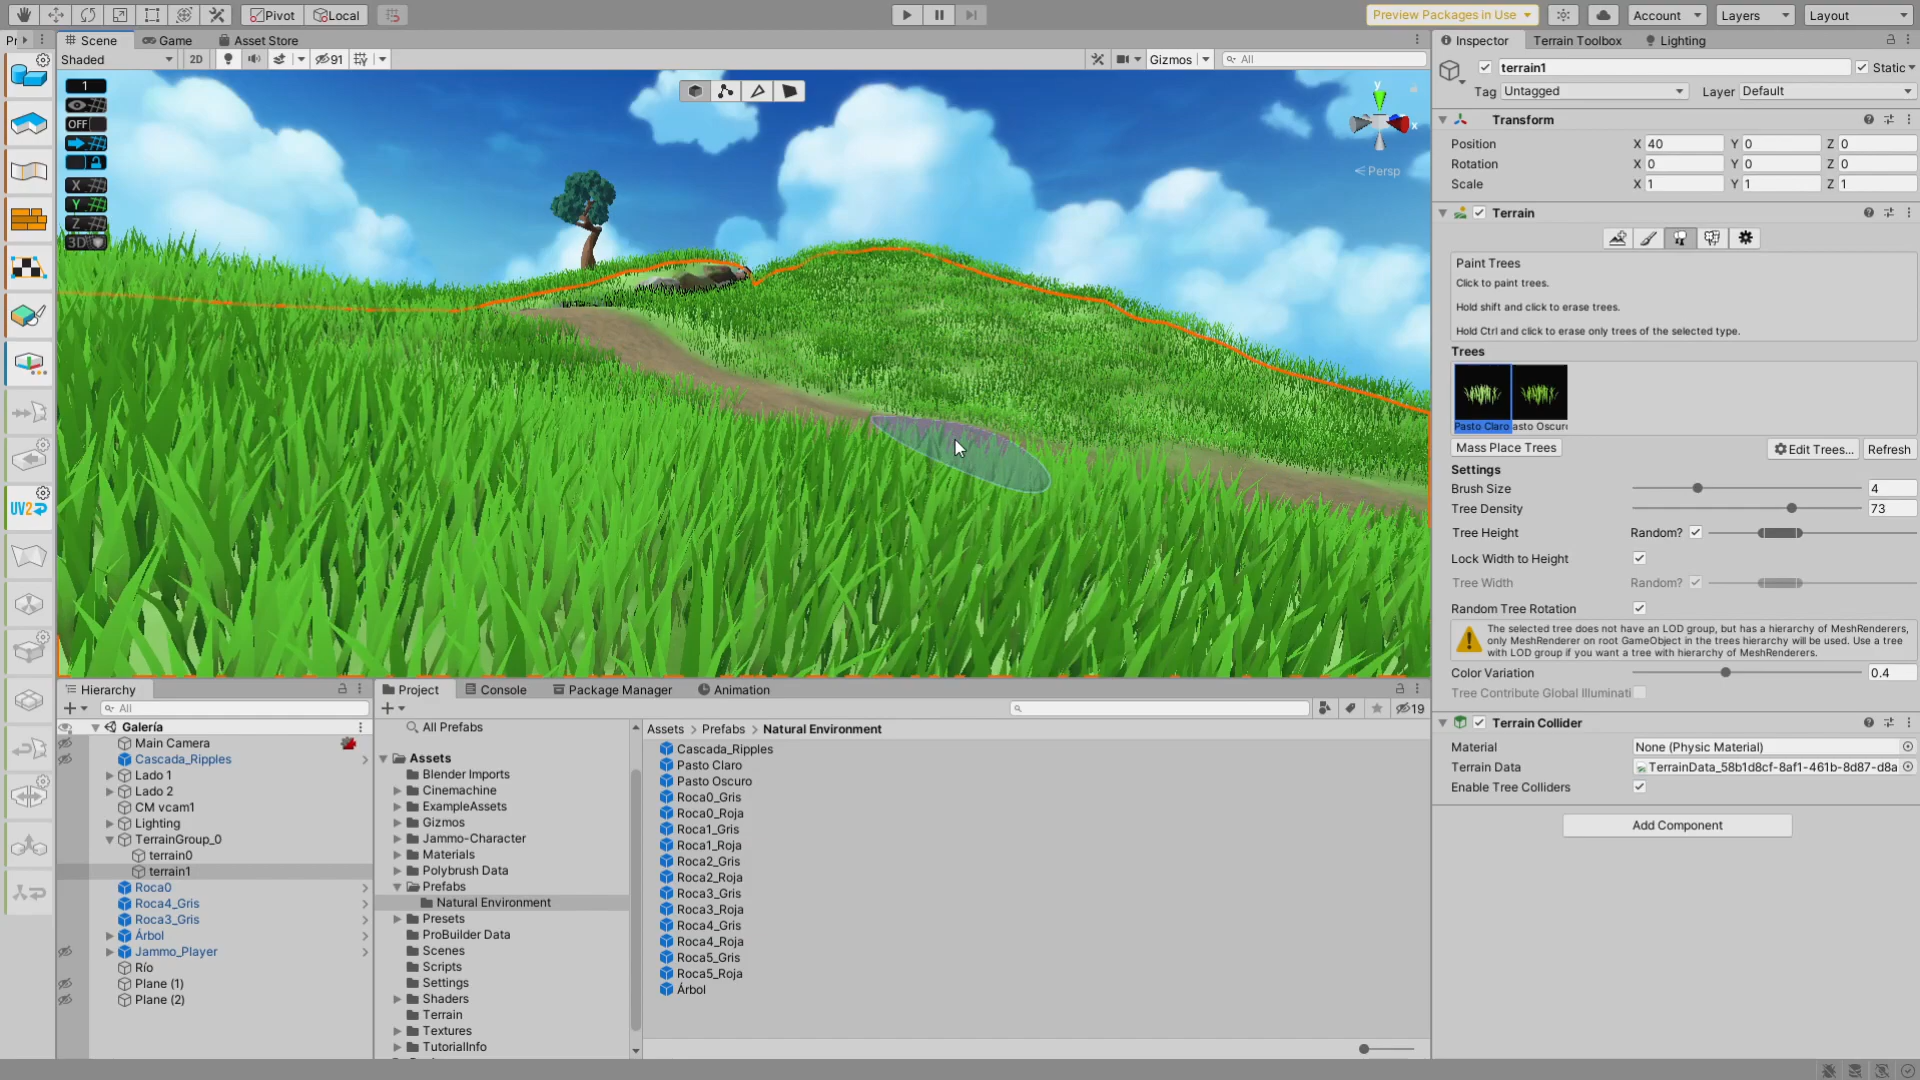 Pivot
Local
Preview Packages in Use
Account
Layers
Layout
Pr
Scene
Game
Asset Store
Inspector
Terrain Toolbox
Lighting
Shaded
2D
91
Gizmos
All
terrain1
Static
Tag
Untagged
Layer
Default
1
OFF
X
Y
Z
3D
y
x
Persp
UV2
Transform
Position
X 40
Y 0
Z 0
Rotation
X 0
Y 0
Z 0
Scale
X 1
Y 1
Z 1
Terrain
Paint Trees
Click to paint trees.
Hold shift and click to erase trees.
Hold Ctrl and click to erase only trees of the selected type.
Trees
Pasto Claro
asto Oscuro
Mass Place Trees
Edit Trees...
Refresh
Settings
Brush Size
4
Tree Density
73
Tree Height
Random?
Lock Width to Height
Tree Width
Random?
Random Tree Rotation
The selected tree does not have an LOD group, but has a hierarchy of MeshRenderers,
only MeshRenderer on root GameObject in the trees hierarchy will be used. Use a tree
with LOD group if you want a tree with hierarchy of MeshRenderers.
Color Variation
0.4
Tree Contribute Global Illuminati
Terrain Collider
Material
None (Physic Material)
Terrain Data
TerrainData_58b1d8cf-8af1-461b-8d87-d8a
Enable Tree Colliders
Add Component
Hierarchy
All
Galería
Main Camera
Cascada_Ripples
Lado 1
Lado 2
CM vcam1
Lighting
TerrainGroup_0
terrain0
terrain1
Roca0
Roca4_Gris
Roca3_Gris
Árbol
Jammo_Player
Río
Plane (1)
Plane (2)
Project
Console
Package Manager
Animation
19
All Prefabs
Assets
Blender Imports
Cinemachine
ExampleAssets
Gizmos
Jammo-Character
Materials
Polybrush Data
Prefabs
Natural Environment
Presets
ProBuilder Data
Scenes
Scripts
Settings
Shaders
Terrain
Textures
TutorialInfo
Assets > Prefabs > Natural Environment
Cascada_Ripples
Pasto Claro
Pasto Oscuro
Roca0_Gris
Roca0_Roja
Roca1_Gris
Roca1_Roja
Roca2_Gris
Roca2_Roja
Roca3_Gris
Roca3_Roja
Roca4_Gris
Roca4_Roja
Roca5_Gris
Roca5_Roja
Árbol